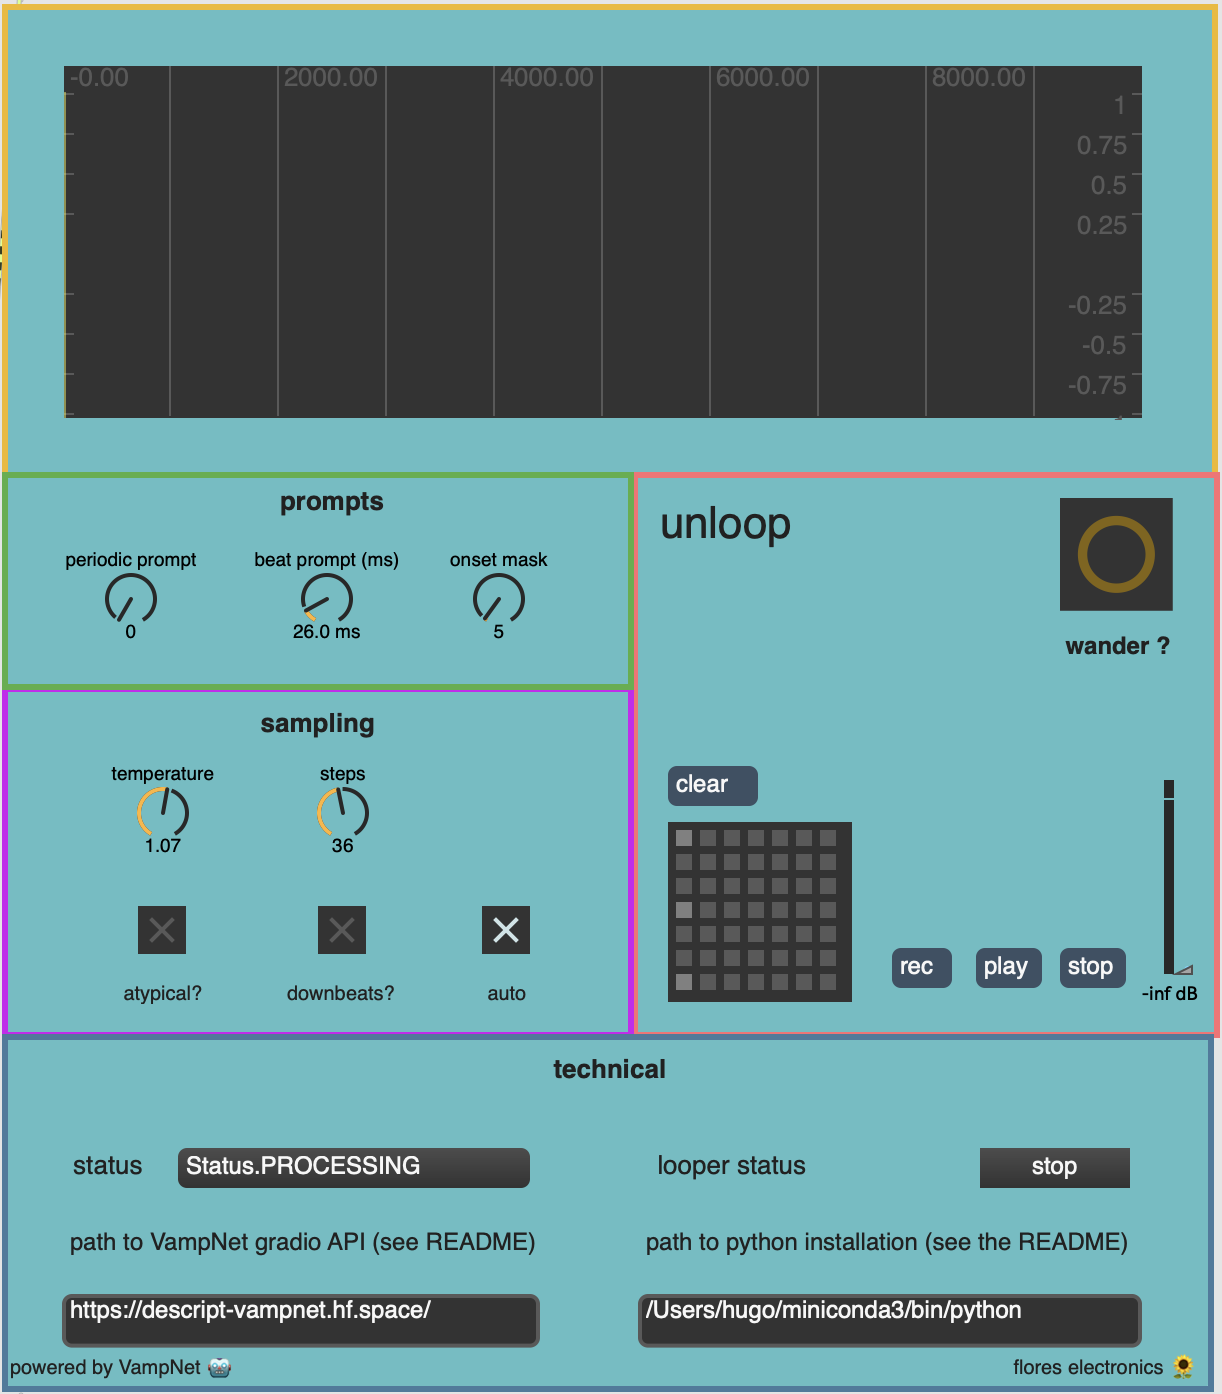 -0.00 2000.00 4000.00 6000.00 8000.00
1
0.75
0.5
0.25
-0.25
-0.5
-0.75
prompts
periodic prompt beat prompt (ms) onset mask
0 26.0 ms 5
sampling
temperature steps
1.07 36
atypical? downbeats? auto
unloop
wander ?
clear
rec play stop
-inf dB
technical
status Status.PROCESSING looper status stop
path to VampNet gradio API (see README) path to python installation (see the README)
https://descript-vampnet.hf.space/ /Users/hugo/miniconda3/bin/python
powered by VampNet 🤖 flores electronics 🌻